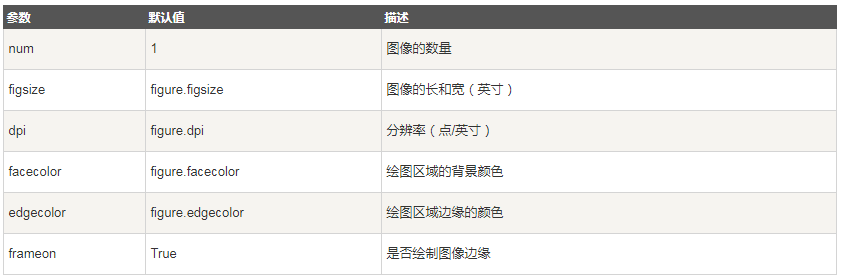 参数 默认值 描述
num 1 图像的数量
figsize figure.figsize 图像的长和宽（英寸）
dpi figure.dpi 分辨率（点/英寸）
facecolor figure.facecolor 绘图区域的背景颜色
edgecolor figure.edgecolor 绘图区域边缘的颜色
frameon True 是否绘制图像边缘